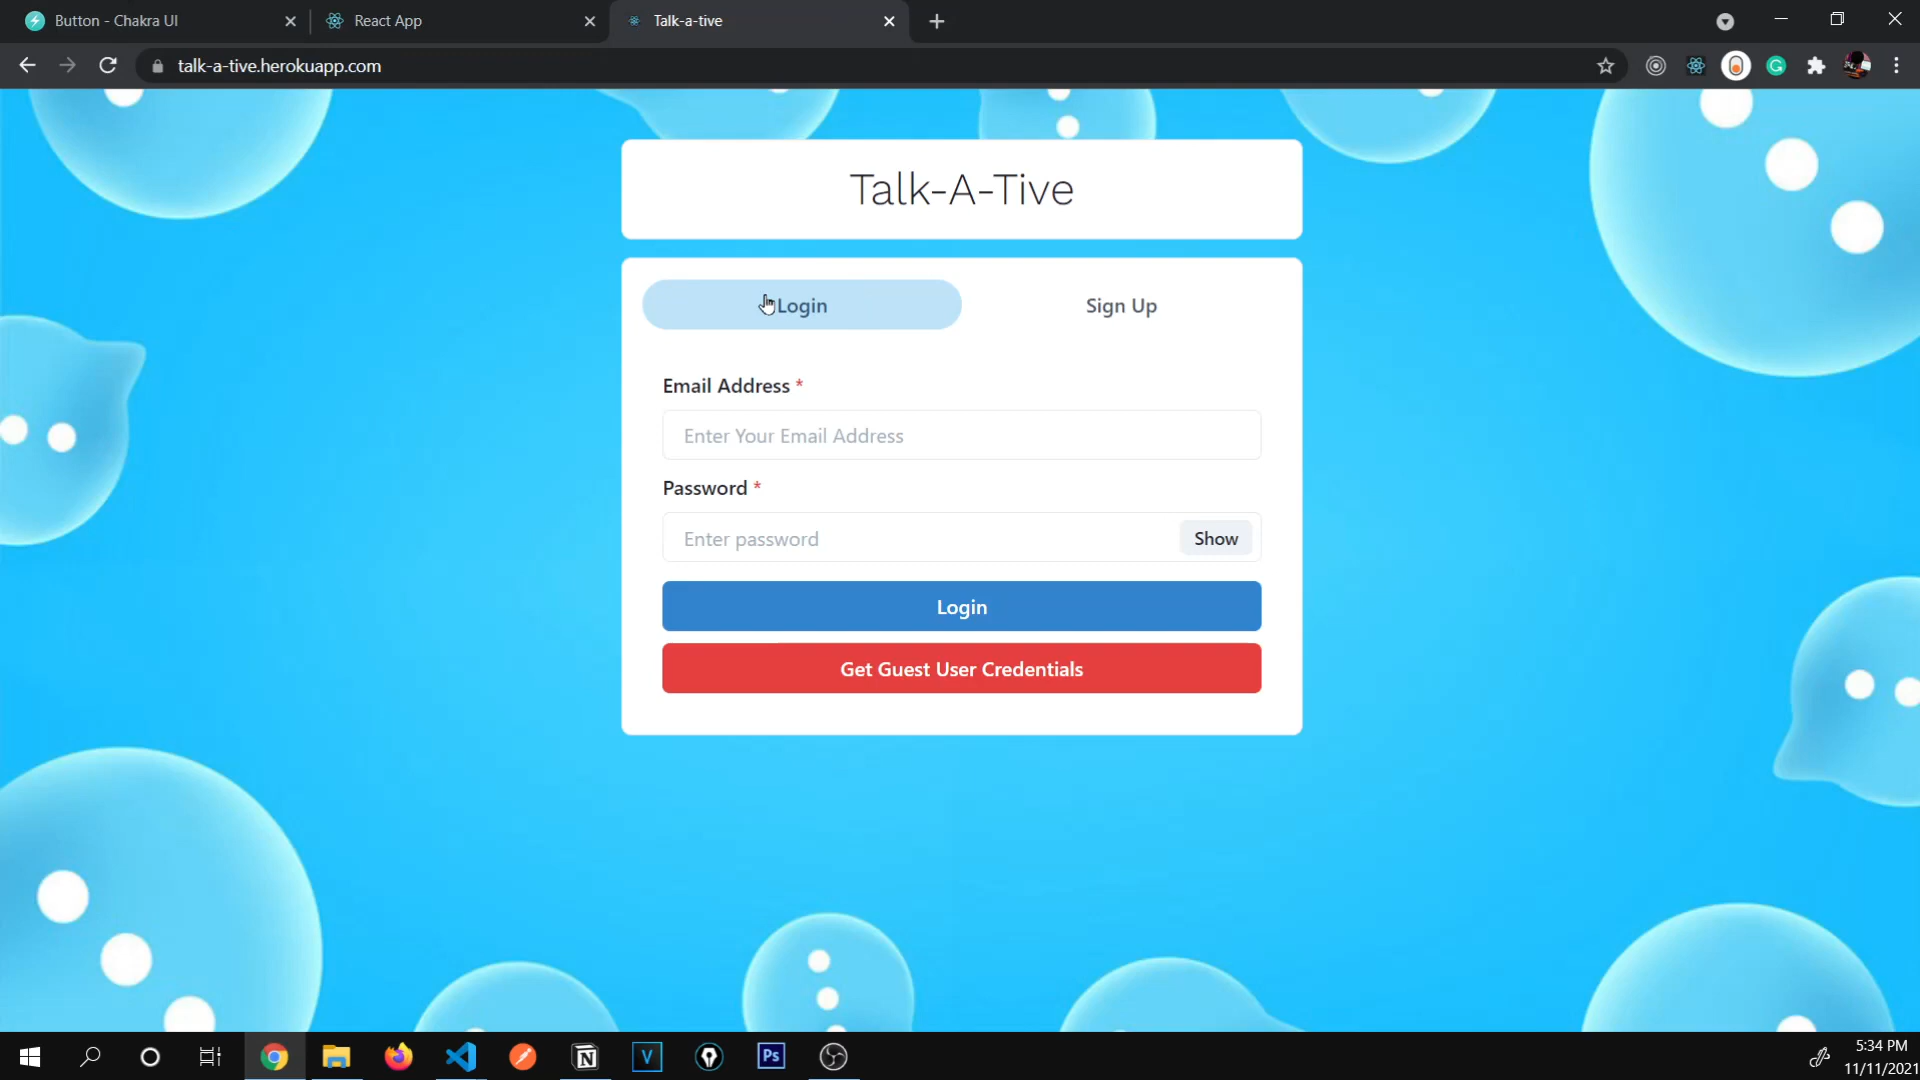 Button - Chakra UI
React App
Talk-a-tive
talk-a-tive.herokuapp.com
G
Talk-A-Tive
Login
Sign Up
Email Address *
Enter Your Email Address
Password *
Enter password
Show
Login
Get Guest User Credentials
N
V
Ps
5:34 PM
11/11/2021